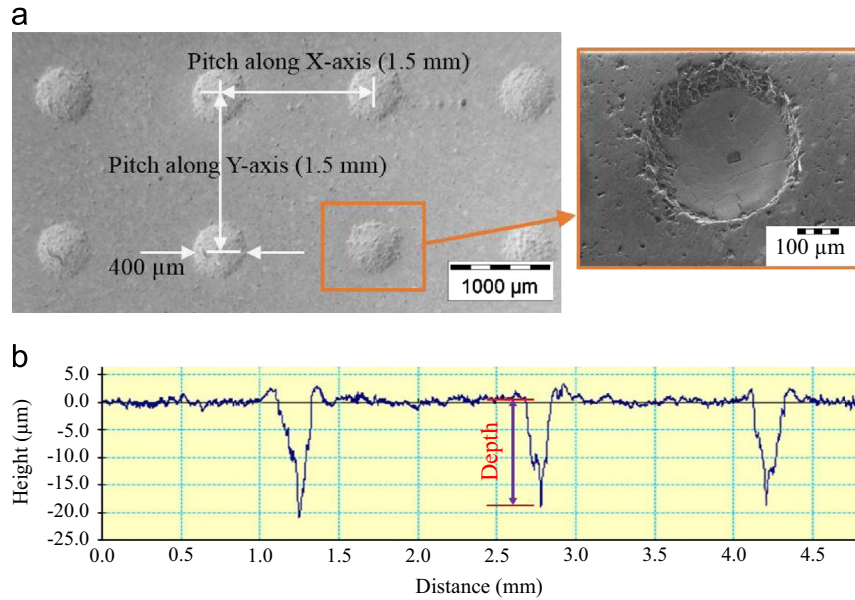 a
Pitch along X-axis (1.5 mm)
Pitch along Y-axis (1.5 mm)
400 µm
1000 µm
100 µm
b
5.0
0.0
-5.0
-10.0
-15.0
-20.0
-25.0
Height (µm)
Depth
0.0 0.5 1.0 1.5 2.0 2.5 3.0 3.5 4.0 4.5
Distance (mm)